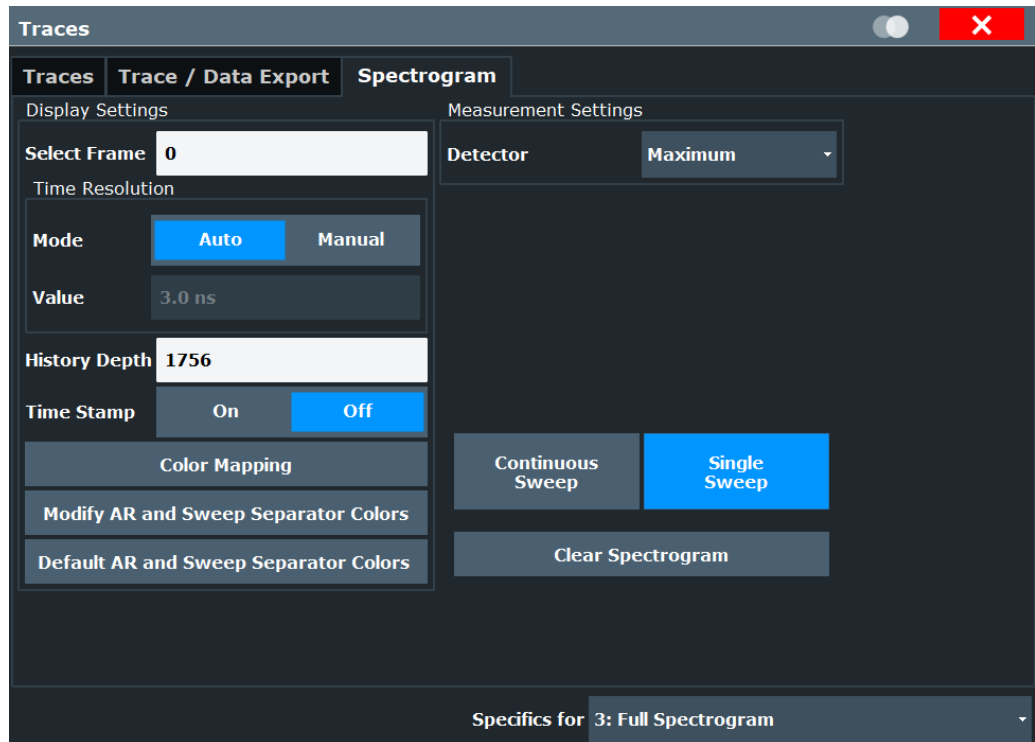 Traces
Traces Trace / Data Export Spectrogram
Display Settings
Select Frame 0
Time Resolution
Mode Auto Manual
Value 3.0 ns
History Depth 1756
Time Stamp On Off
Color Mapping
Modify AR and Sweep Separator Colors
Default AR and Sweep Separator Colors
Measurement Settings
Detector Maximum
Continuous
Sweep
Single
Sweep
Clear Spectrogram
Specifics for 3: Full Spectrogram